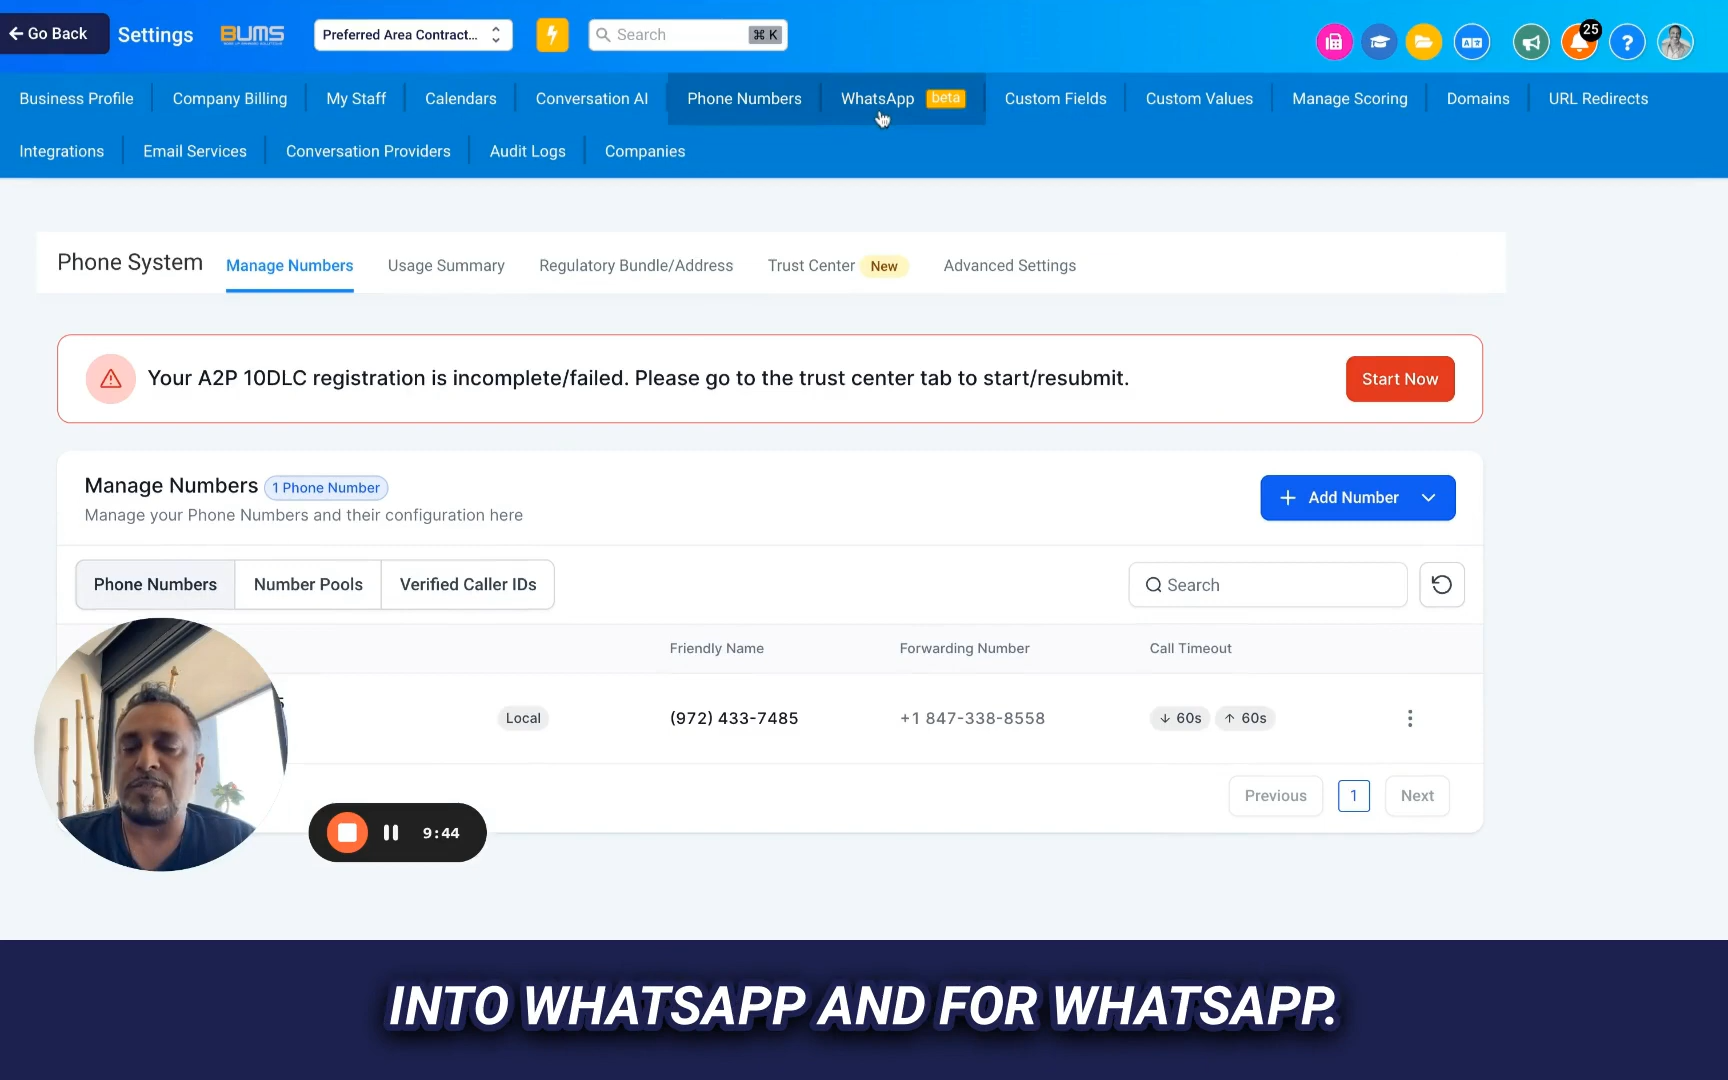 Go Back
Settings
BUMS
Preferred Area Contract...
Search
⌘ K
25
?
Business Profile
Company Billing
My Staff
Calendars
Conversation AI
Phone Numbers
WhatsApp beta
Custom Fields
Custom Values
Manage Scoring
Domains
URL Redirects
Integrations
Email Services
Conversation Providers
Audit Logs
Companies
Phone System
Manage Numbers
Usage Summary
Regulatory Bundle/Address
Trust Center New
Advanced Settings
Your A2P 10DLC registration is incomplete/failed. Please go to the trust center tab to start/resubmit.
Start Now
Manage Numbers 1 Phone Number
Manage your Phone Numbers and their configuration here
+ Add Number
Phone Numbers
Number Pools
Verified Caller IDs
Search
Friendly Name
Forwarding Number
Call Timeout
Local
(972) 433-7485
+1 847-338-8558
↓ 60s
↑ 60s
Previous
1
Next
9:44
INTO WHATSAPP AND FOR WHATSAPP.